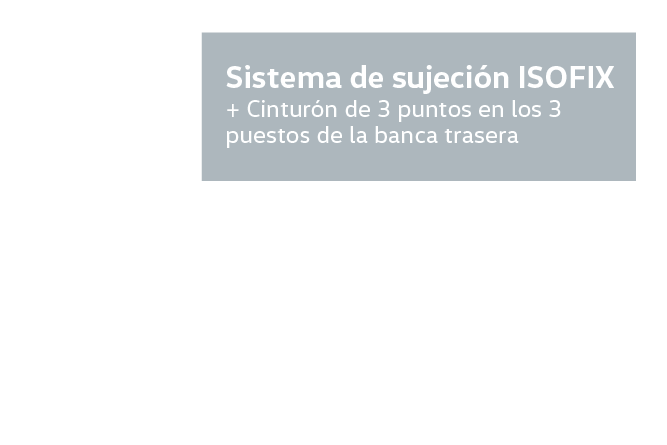 Sistema de sujeción ISOFIX
+ Cinturón de 3 puntos en los 3
puestos de la banca trasera